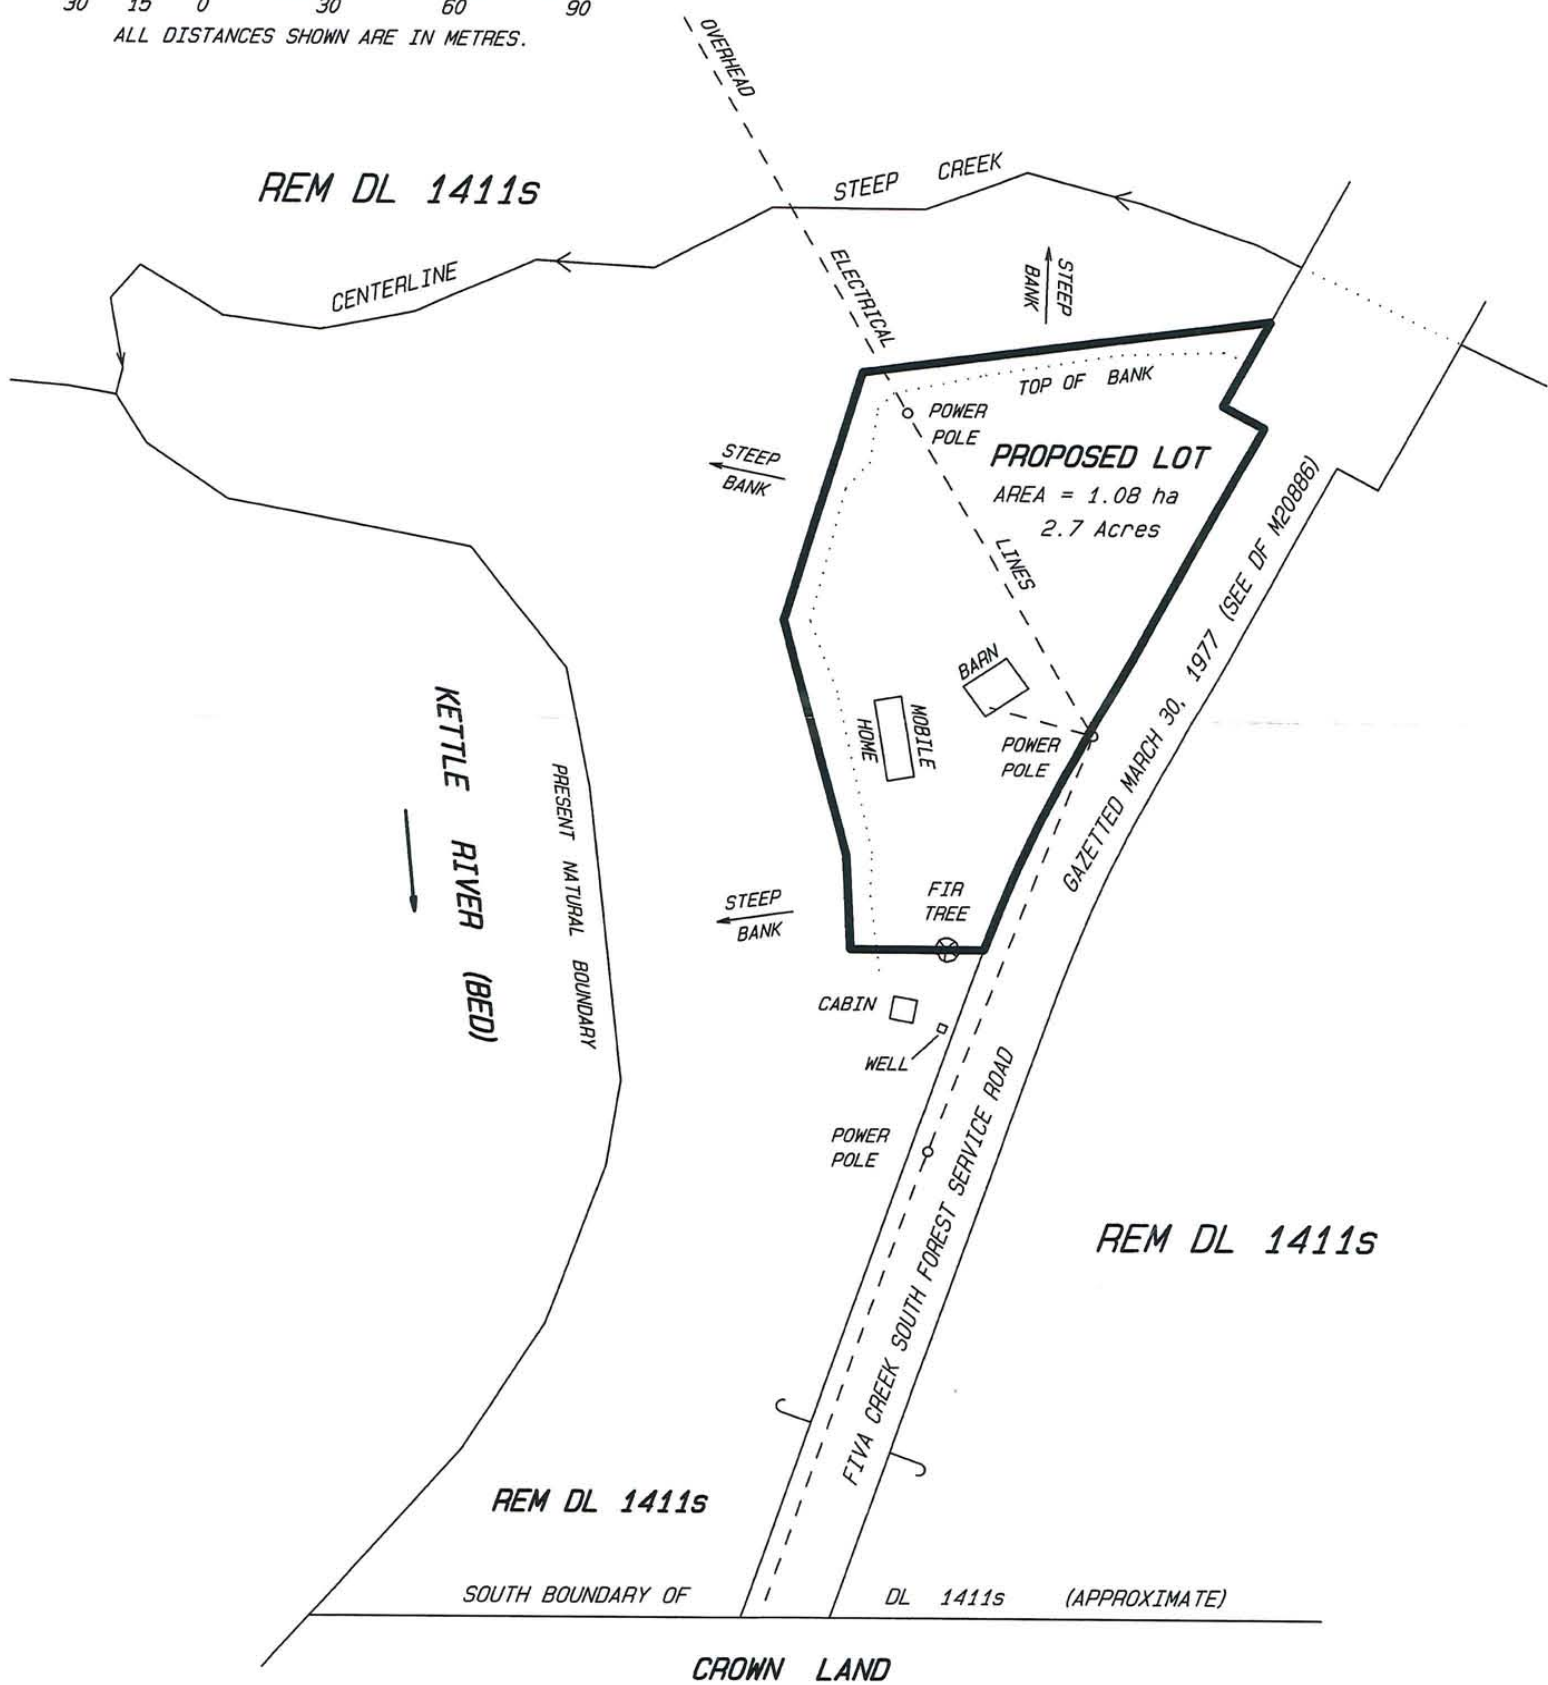 30 15 0 30 60 90
ALL DISTANCES SHOWN ARE IN METRES.
OVERHEAD
REM DL 1411s
STEEP CREEK
CENTERLINE
ELECTRICAL
STEEP
BANK
TOP OF BANK
POWER
POLE
STEEP
BANK
PROPOSED LOT
AREA = 1.08 ha
2.7 Acres
LINES
GAZETTED MARCH 30, 1977 (SEE DF M20886)
BARN
MOBILE
HOME
POWER
POLE
KETTLE RIVER (BED)
PRESENT NATURAL BOUNDARY
STEEP
BANK
FIR
TREE
CABIN
WELL
POWER
POLE
FIVA CREEK SOUTH FOREST SERVICE ROAD
REM DL 1411s
REM DL 1411s
SOUTH BOUNDARY OF DL 1411s (APPROXIMATE)
CROWN LAND